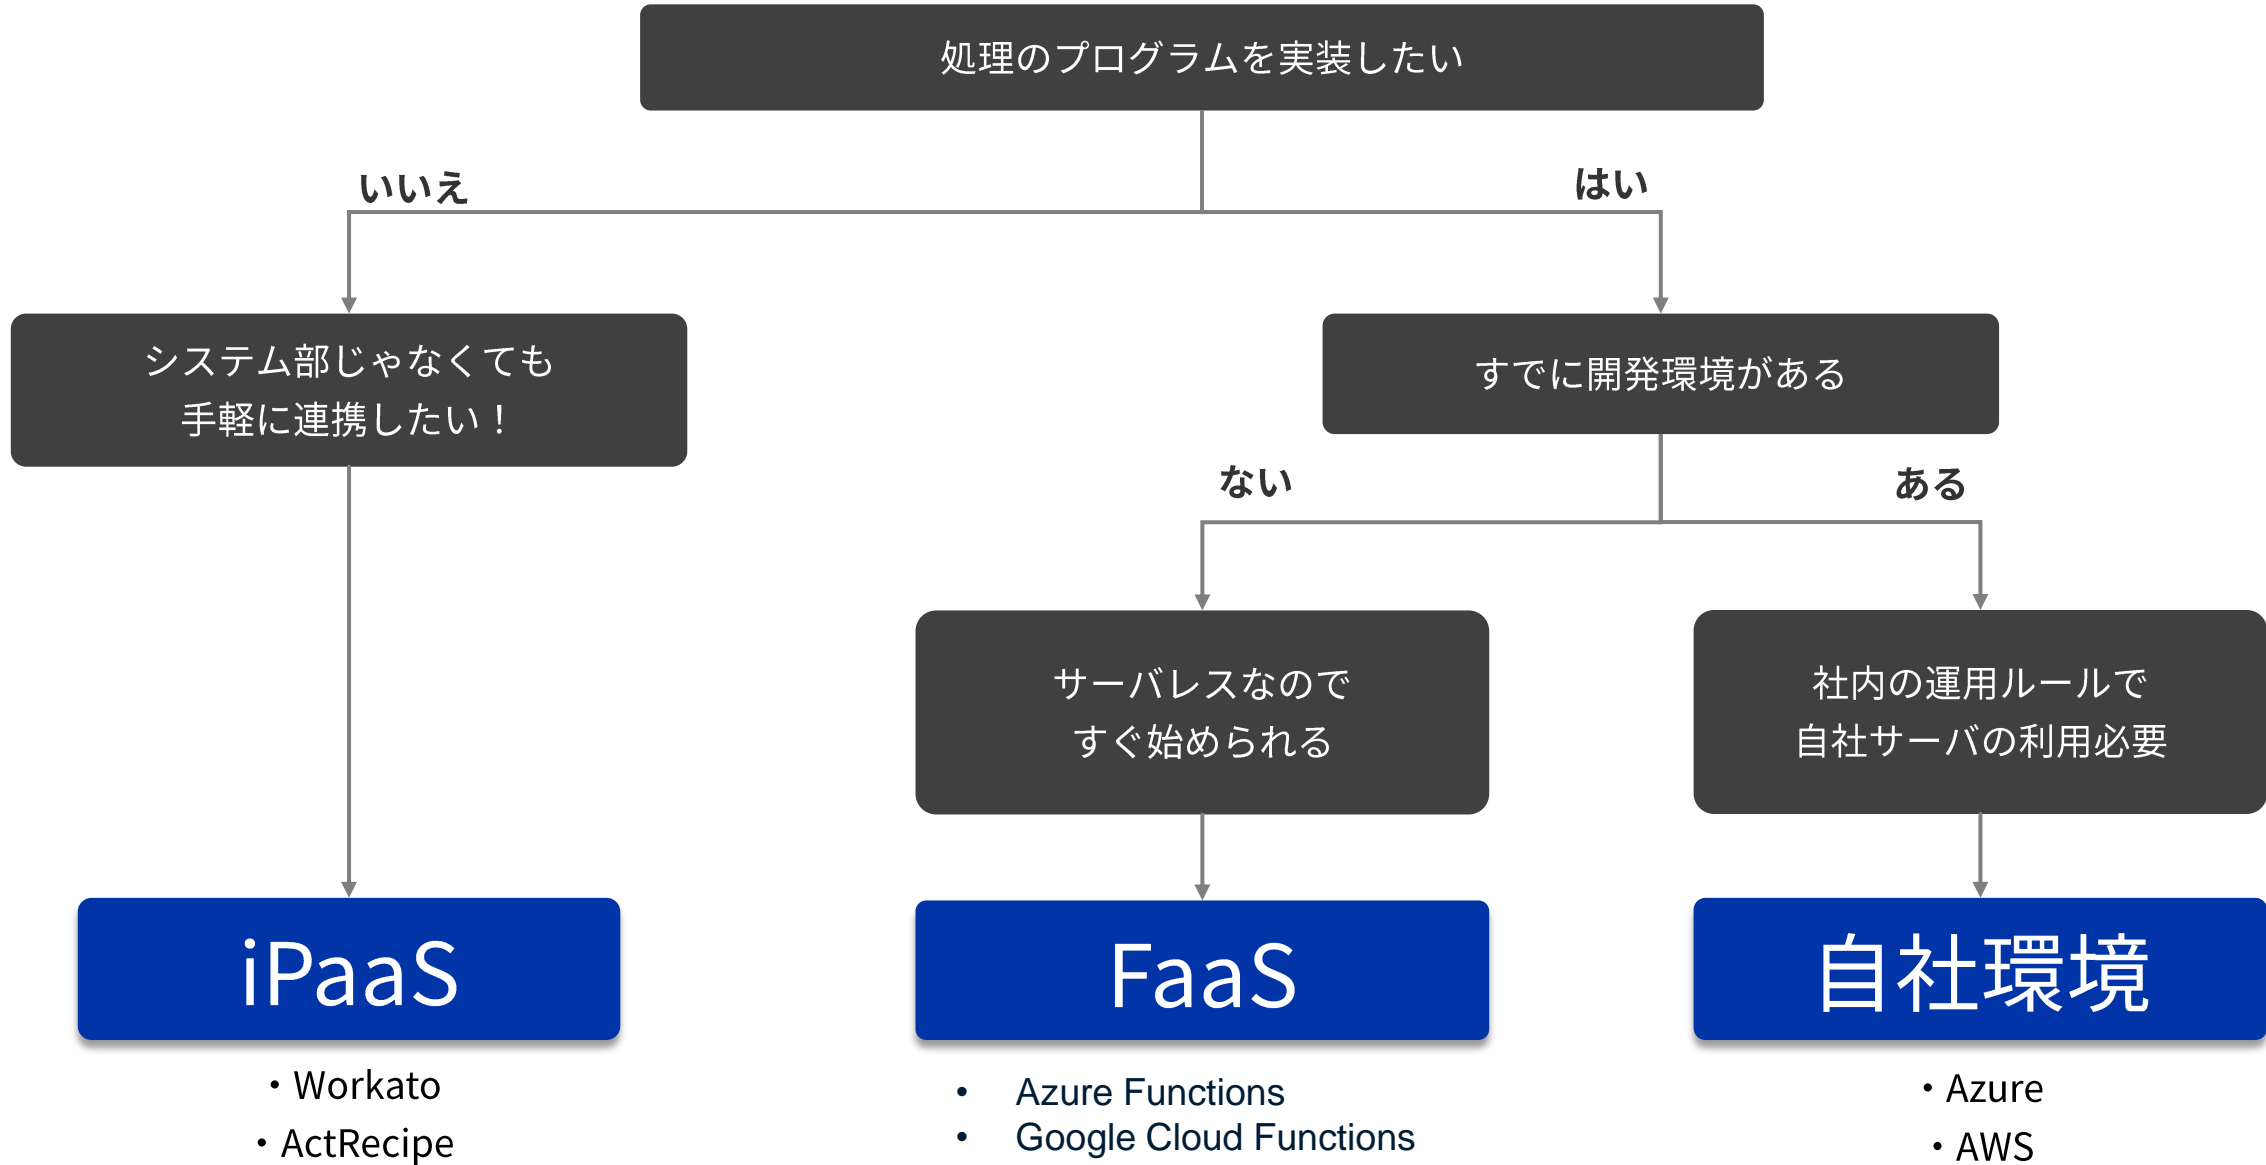 処理のプログラムを実装したい
いいえ
はい
システム部じゃなくても
手軽に連携したい！
すでに開発環境がある
ない
ある
サーバレスなので
すぐ始められる
社内の運用ルールで
自社サーバの利用必要
iPaaS
FaaS
自社環境
・Workato
・ActRecipe
• Azure Functions
• Google Cloud Functions
・Azure
・AWS